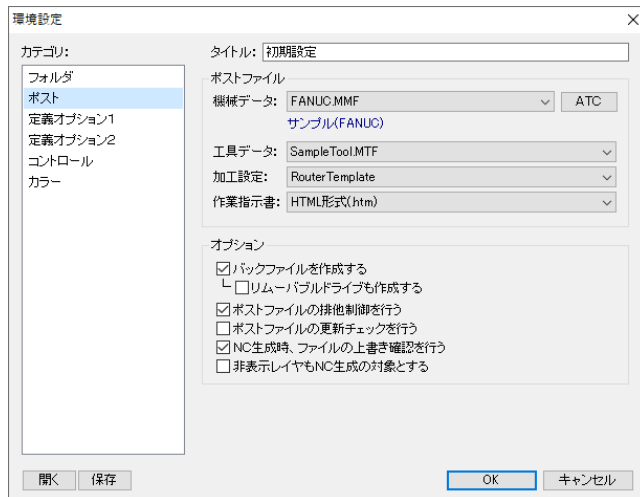 環境設定
カテゴリ:
フォルダ
ポスト
定義オプション1
定義オプション2
コントロール
カラー
タイトル: 初期設定
ポストファイル
機械データ: FANUC.MMF ATC
サンプル(FANUC)
工具データ: SampleTool.MTF
加工設定: RouterTemplate
作業指示書: HTML形式(.htm)
オプション
バックファイルを作成する
リムーバブルドライブも作成する
ポストファイルの排他制御を行う
ポストファイルの更新チェックを行う
NC生成時、ファイルの上書き確認を行う
非表示レイヤもNC生成の対象とする
開く 保存 OK キャンセル